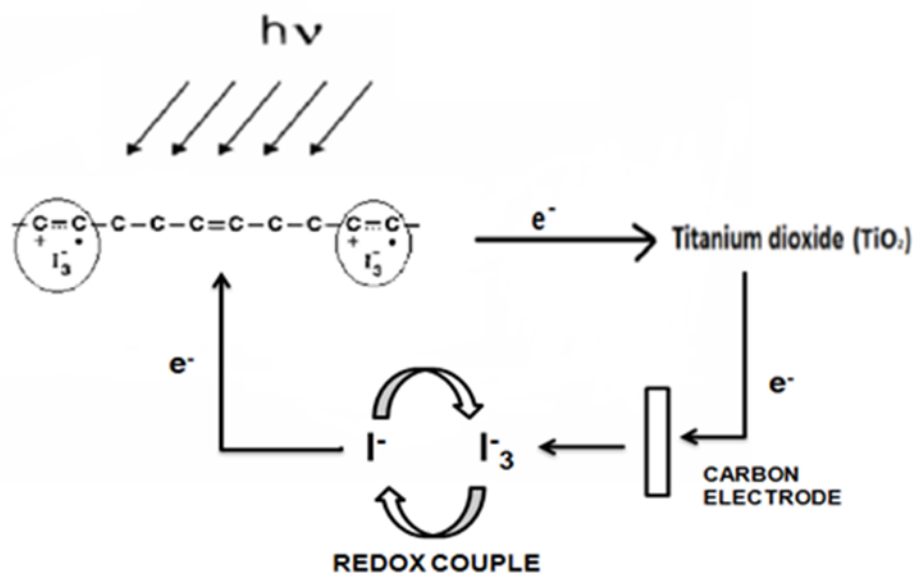 hν
-C=C-C-C-C=C-C-C-C=C-
+ • + •
I₃⁻ I₃⁻
e⁻
Titanium dioxide (TiO₂)
e⁻
e⁻
I⁻ I⁻₃
CARBON
ELECTRODE
REDOX COUPLE